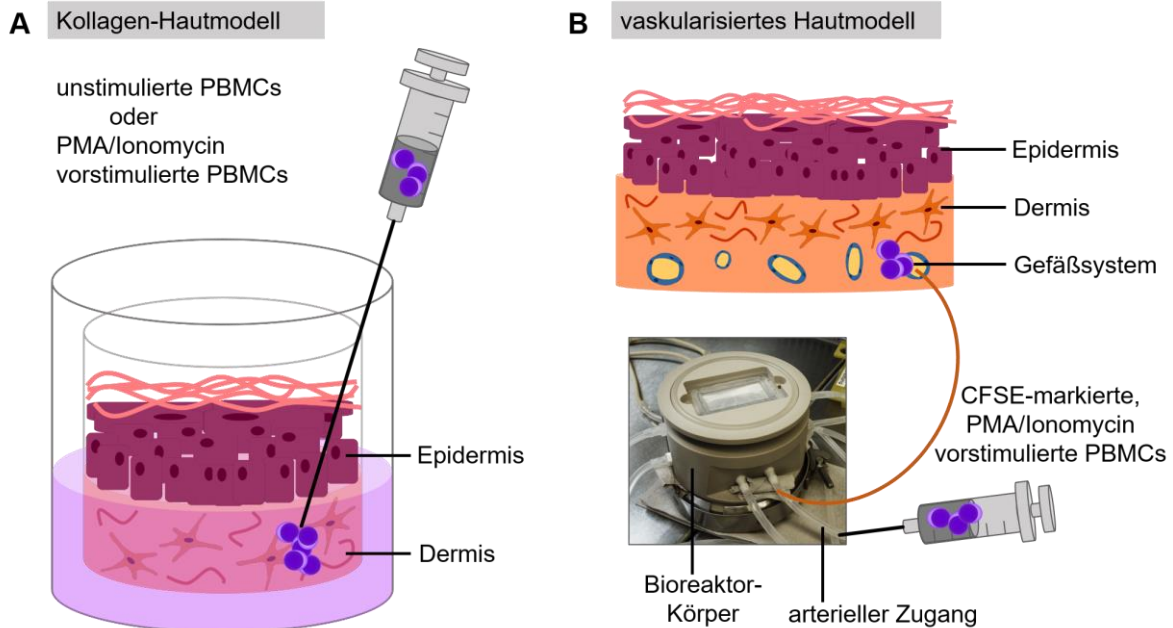 A
Kollagen-Hautmodell
unstimulierte PBMCs
oder
PMA/Ionomycin
vorstimulierte PBMCs
Epidermis
Dermis
B
vaskularisiertes Hautmodell
Epidermis
Dermis
Gefäßsystem
CFSE-markierte,
PMA/Ionomycin
vorstimulierte PBMCs
Bioreaktor-
Körper
arterieller Zugang